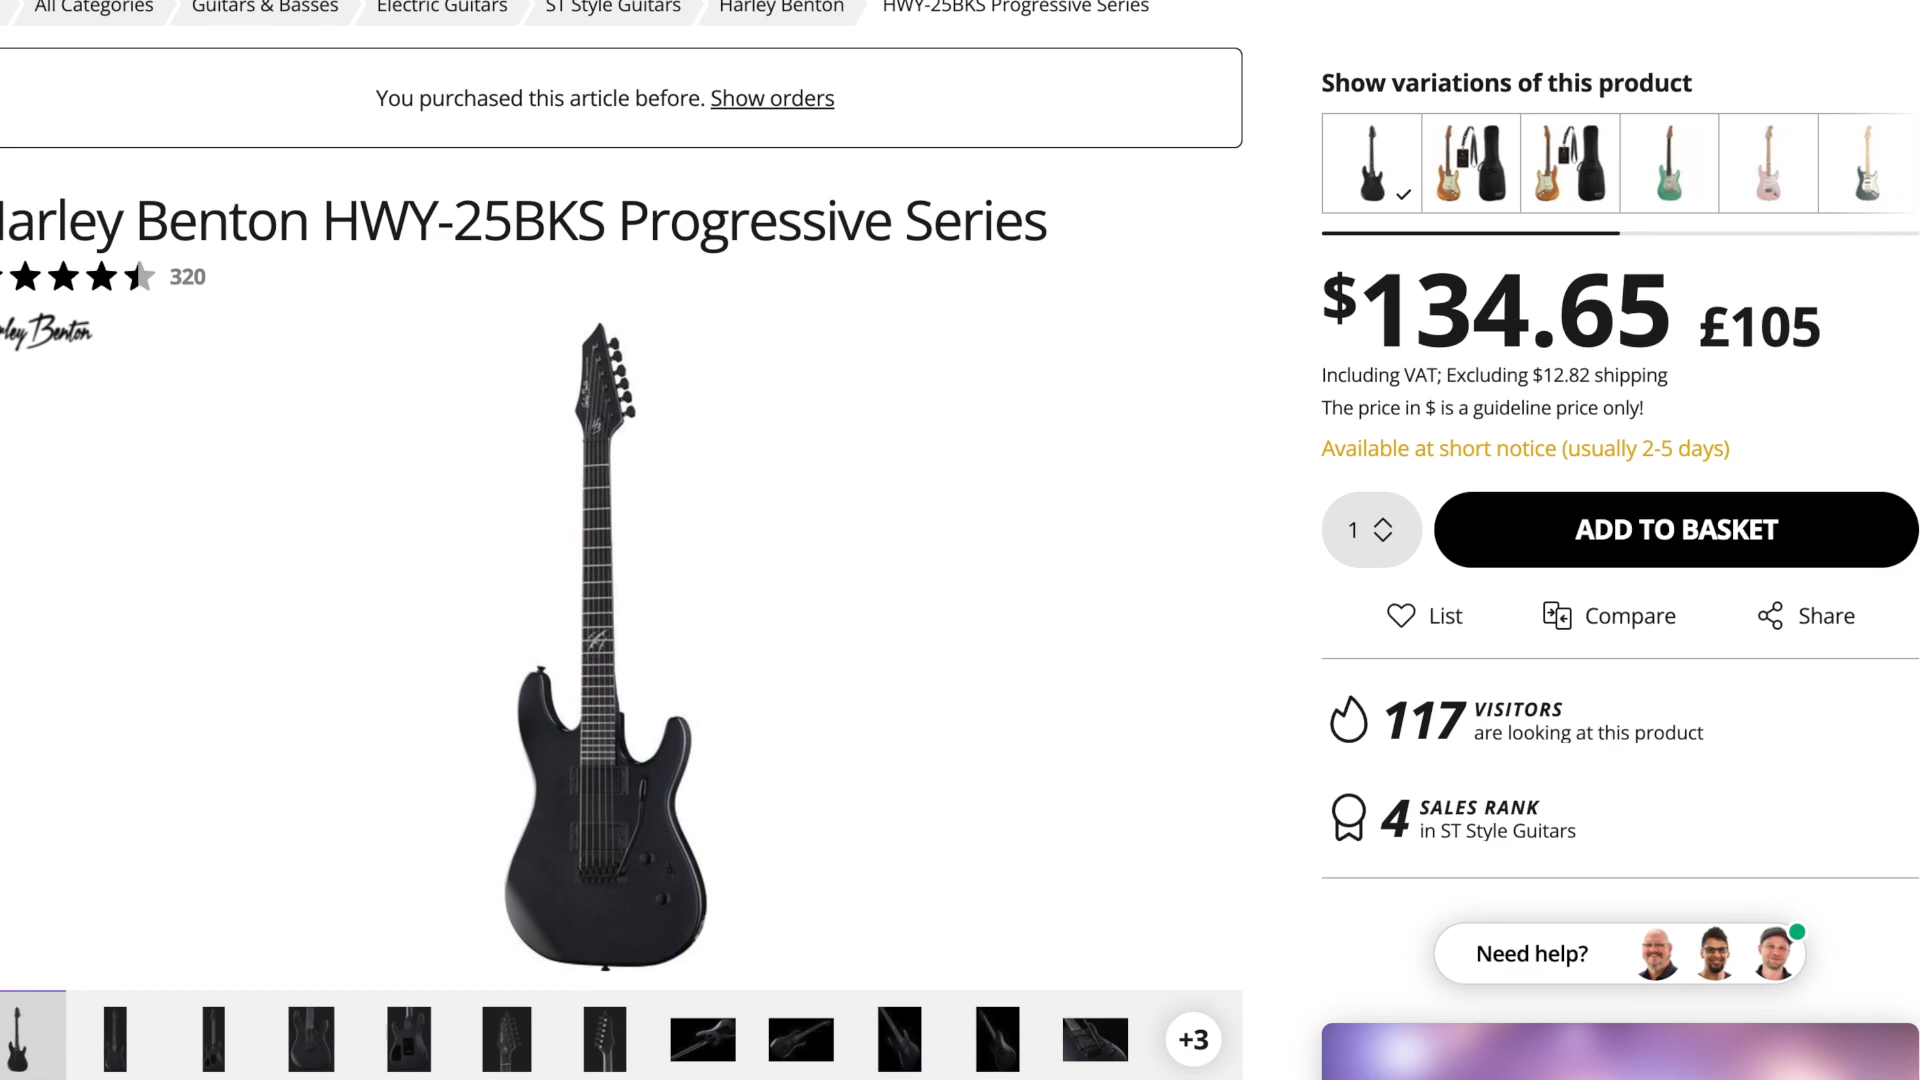 All Categories
Guitars & Basses
Electric Guitars
ST Style Guitars
Harley Benton
HWY-25BKS Progressive Series
You purchased this article before. Show orders
arley Benton HWY-25BKS Progressive Series
320
rley Benton
Show variations of this product
$134.65 £105
Including VAT; Excluding $12.82 shipping
The price in $ is a guideline price only!
Available at short notice (usually 2-5 days)
1
ADD TO BASKET
List
Compare
Share
117 VISITORS
are looking at this product
4 SALES RANK
in ST Style Guitars
Need help?
+3